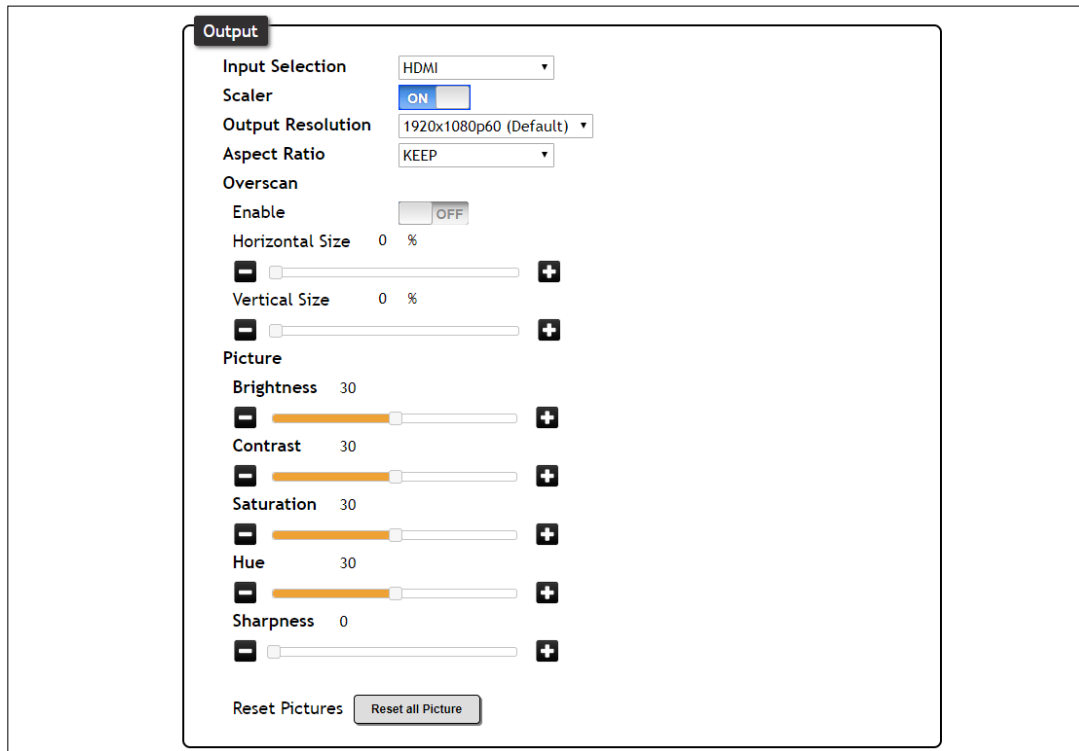 Output
Input Selection HDMI
Scaler ON
Output Resolution 1920x1080p60 (Default)
Aspect Ratio KEEP
Overscan
Enable OFF
Horizontal Size 0 %
Vertical Size 0 %
Picture
Brightness 30
Contrast 30
Saturation 30
Hue 30
Sharpness 0
Reset Pictures Reset all Picture